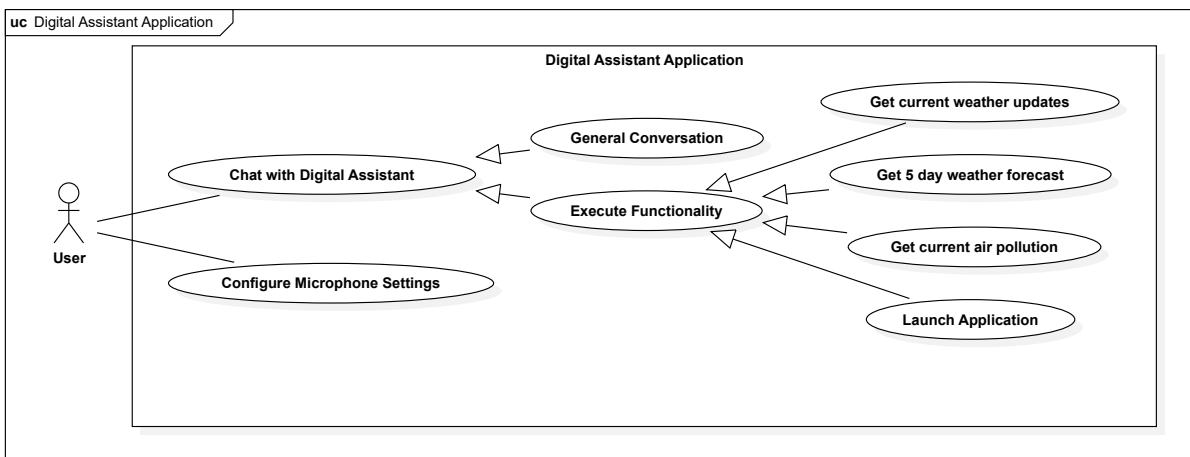 uc Digital Assistant Application
Digital Assistant Application
Get current weather updates
General Conversation
Chat with Digital Assistant
Get 5 day weather forecast
Execute Functionality
Get current air pollution
User
Configure Microphone Settings
Launch Application